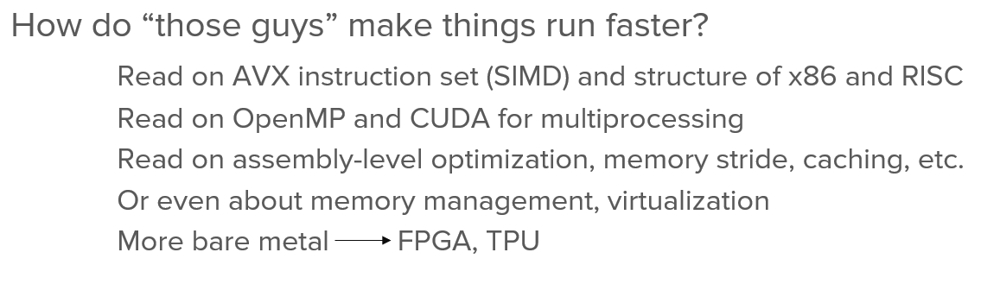 How do “those guys” make things run faster?
Read on AVX instruction set (SIMD) and structure of x86 and RISC
Read on OpenMP and CUDA for multiprocessing
Read on assembly-level optimization, memory stride, caching, etc.
Or even about memory management, virtualization
More bare metal ⟶ FPGA, TPU